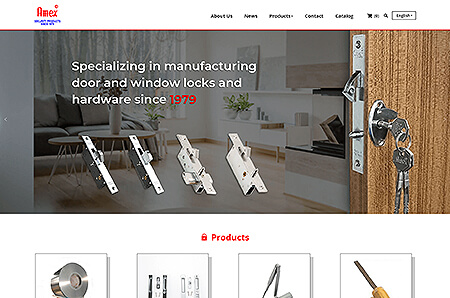 Amex
SECURITY PRODUCTS
SINCE 1979
About Us News Products Contact Catalog (0) English
Specializing in manufacturing
door and window locks and
hardware since 1979
Products